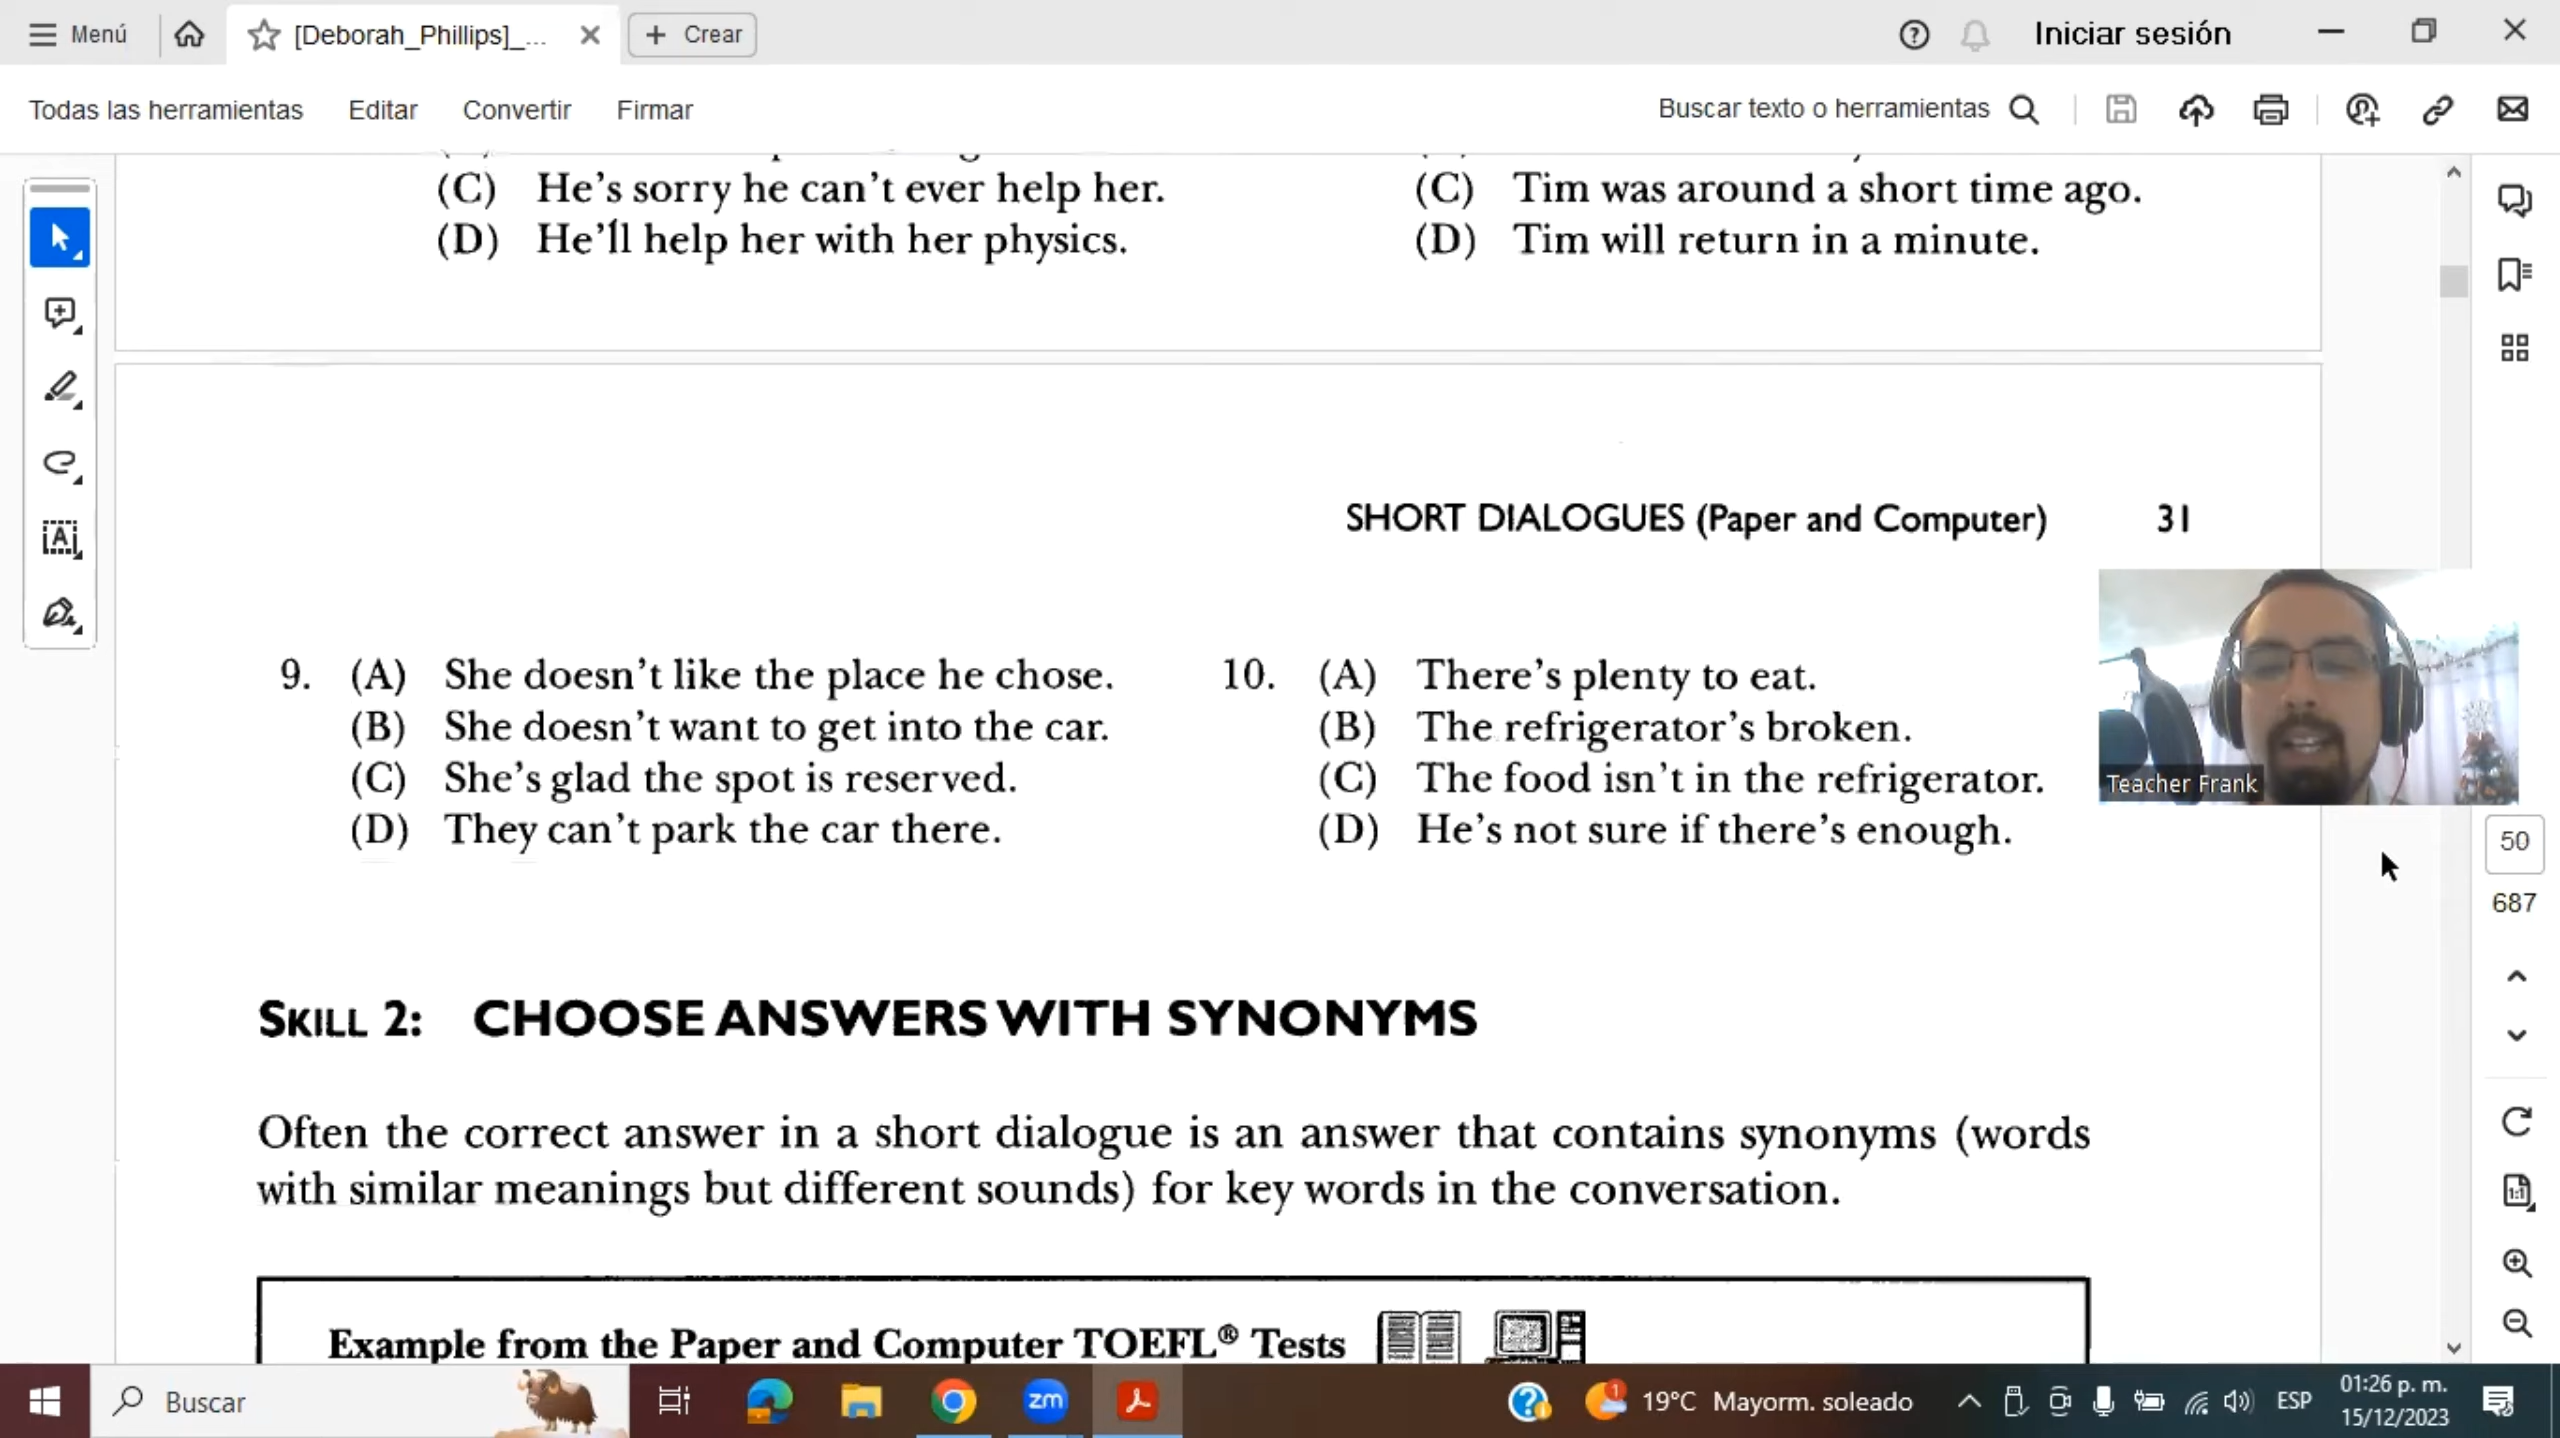 Menú
[Deborah_Phillips]_...
Crear
Iniciar sesión
Todas las herramientas
Editar
Convertir
Firmar
Buscar texto o herramientas
(C) He's sorry he can't ever help her.
(D) He'll help her with her physics.
(C) Tim was around a short time ago.
(D) Tim will return in a minute.
SHORT DIALOGUES (Paper and Computer) 31
9. (A) She doesn't like the place he chose.
(B) She doesn't want to get into the car.
(C) She's glad the spot is reserved.
(D) They can't park the car there.
10. (A) There's plenty to eat.
(B) The refrigerator's broken.
(C) The food isn't in the refrigerator.
(D) He's not sure if there's enough.
Teacher Frank
50
687
SKILL 2: CHOOSE ANSWERS WITH SYNONYMS
Often the correct answer in a short dialogue is an answer that contains synonyms (words
with similar meanings but different sounds) for key words in the conversation.
Example from the Paper and Computer TOEFL® Tests
Buscar
zm
1
19°C Mayorm. soleado
ESP
01:26 p. m.
15/12/2023